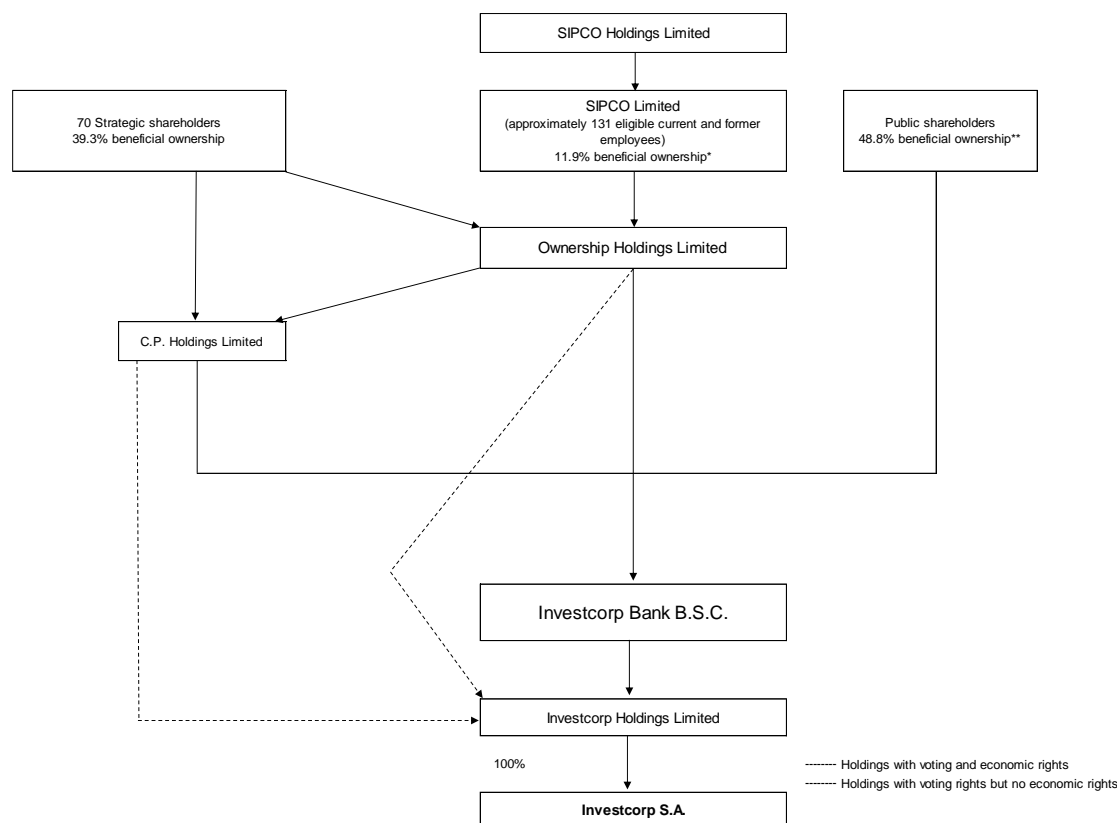 SIPCO Holdings Limited
70 Strategic shareholders
39.3% beneficial ownership
SIPCO Limited
(approximately 131 eligible current and former
employees)
11.9% beneficial ownership*
Public shareholders
48.8% beneficial ownership**
Ownership Holdings Limited
C.P. Holdings Limited
Investcorp Bank B.S.C.
Investcorp Holdings Limited
100%
-------- Holdings with voting and economic rights
-------- Holdings with voting rights but no economic rights
Investcorp S.A.